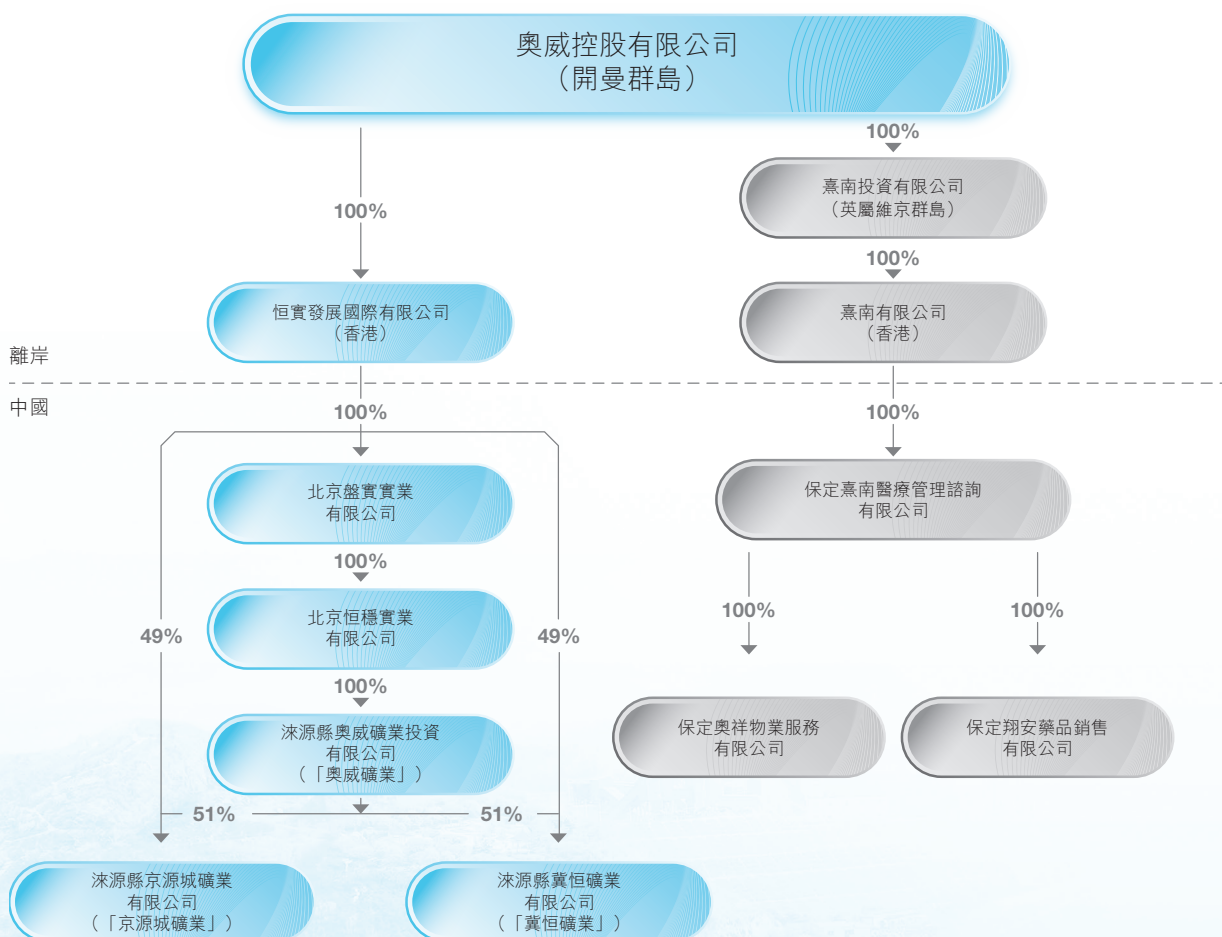 奧威控股有限公司
（開曼群島）
100%
熹南投資有限公司
（英屬維京群島）
100%
100%
恒實發展國際有限公司
（香港）
熹南有限公司
（香港）
離岸
中國
100%
100%
北京盤實實業
有限公司
保定熹南醫療管理諮詢
有限公司
100%
北京恒穩實業
有限公司
100%
100%
49%
49%
100%
淶源縣奧威礦業投資
有限公司
（「奧威礦業」）
保定奧祥物業服務
有限公司
保定翔安藥品銷售
有限公司
51%
51%
淶源縣京源城礦業
有限公司
（「京源城礦業」）
淶源縣冀恒礦業
有限公司
（「冀恒礦業」）